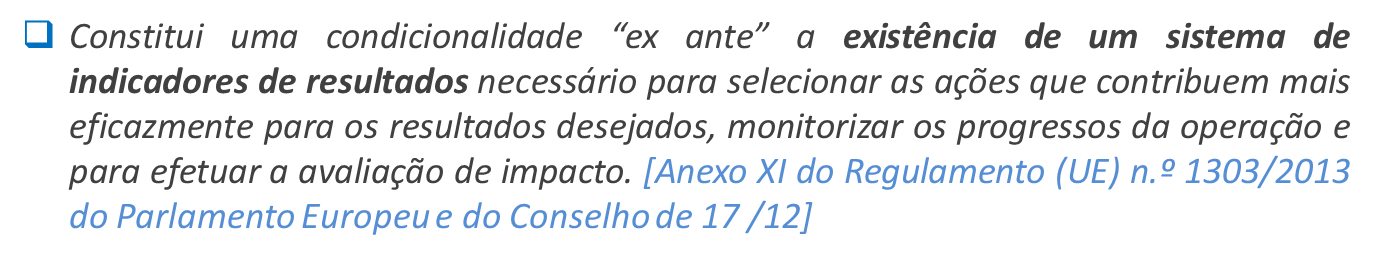 Constitui uma condicionalidade “ex ante” a existência de um sistema de
indicadores de resultados necessário para selecionar as ações que contribuem mais
eficazmente para os resultados desejados, monitorizar os progressos da operação e
para efetuar a avaliação de impacto. [Anexo XI do Regulamento (UE) n.º 1303/2013
do Parlamento Europeu e do Conselho de 17 /12]